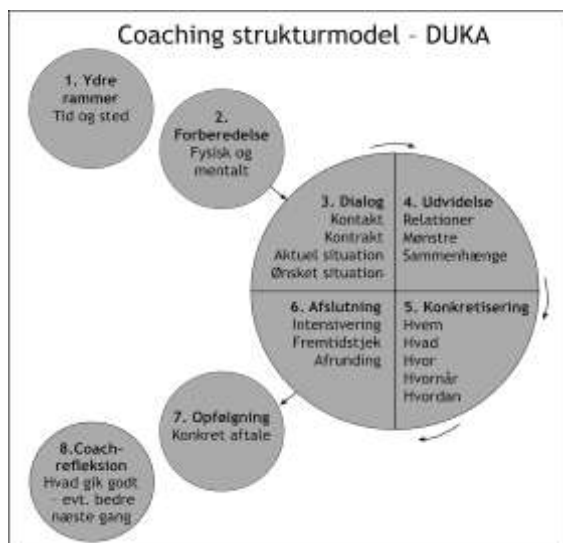 Coaching strukturmodel - DUKA
1. Ydre
rammer
Tid og sted
2.
Forberedelse
Fysisk og
mentalt
3. Dialog
Kontakt
Kontrakt
Aktuel situation
Ønsket situation
4. Udvidelse
Relationer
Mønstre
Sammenhænge
5. Konkretisering
Hvem
Hvad
Hvor
Hvornår
Hvordan
6. Afslutning
Intensivering
Fremtidstjek
Afrunding
7. Opfølgning
Konkret aftale
8.Coach-
refleksion
Hvad gik godt
- evt. bedre
næste gang